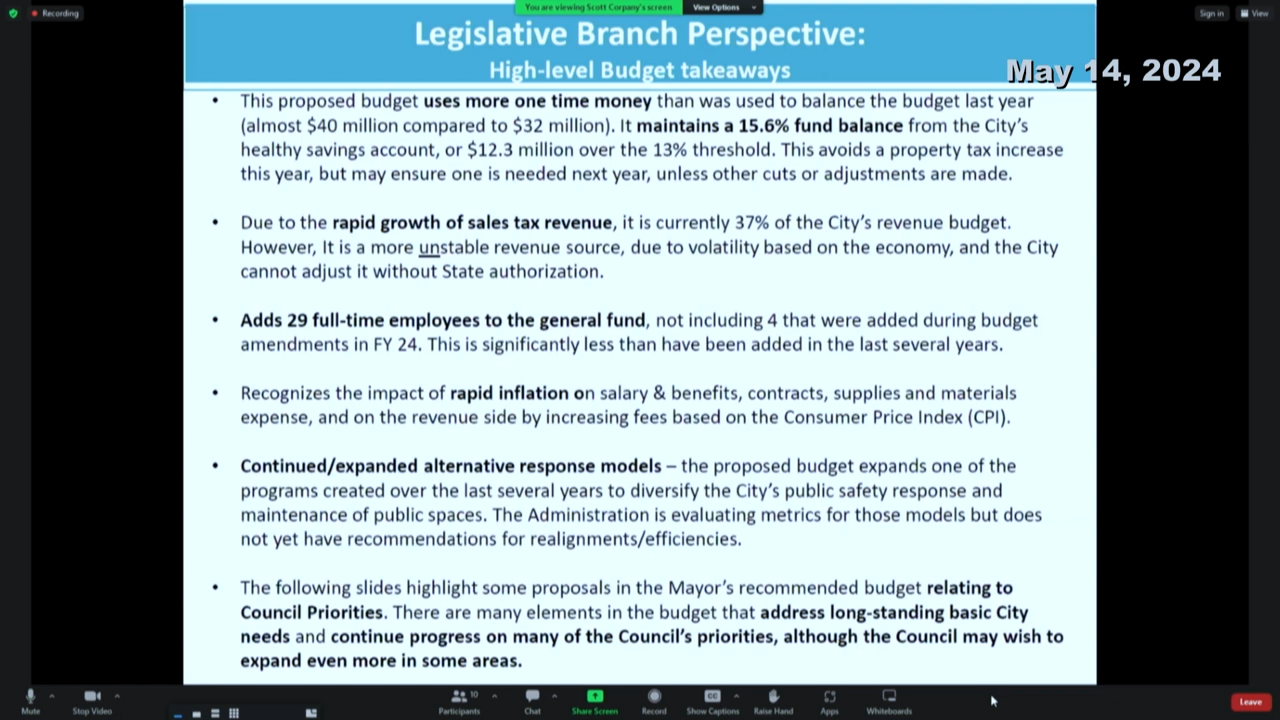 Recording
You are viewing Scott Corpany's screen
View Options
Sign in
View
Legislative Branch Perspective:
High-level Budget takeaways
May 14, 2024
• This proposed budget uses more one time money than was used to balance the budget last year
(almost $40 million compared to $32 million). It maintains a 15.6% fund balance from the City's
healthy savings account, or $12.3 million over the 13% threshold. This avoids a property tax increase
this year, but may ensure one is needed next year, unless other cuts or adjustments are made.
• Due to the rapid growth of sales tax revenue, it is currently 37% of the City's revenue budget.
However, It is a more unstable revenue source, due to volatility based on the economy, and the City
cannot adjust it without State authorization.
• Adds 29 full-time employees to the general fund, not including 4 that were added during budget
amendments in FY 24. This is significantly less than have been added in the last several years.
• Recognizes the impact of rapid inflation on salary & benefits, contracts, supplies and materials
expense, and on the revenue side by increasing fees based on the Consumer Price Index (CPI).
• Continued/expanded alternative response models – the proposed budget expands one of the
programs created over the last several years to diversify the City's public safety response and
maintenance of public spaces. The Administration is evaluating metrics for those models but does
not yet have recommendations for realignments/efficiencies.
• The following slides highlight some proposals in the Mayor's recommended budget relating to
Council Priorities. There are many elements in the budget that address long-standing basic City
needs and continue progress on many of the Council's priorities, although the Council may wish to
expand even more in some areas.
Mute
Stop Video
10
Participants
Chat
Share Screen
Record
CC
Show Captions
Raise Hand
Apps
Whiteboards
Leave